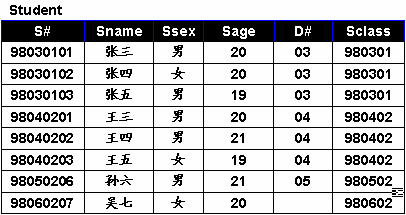 Student
S# Sname Ssex Sage D# Sclass
98030101 张三 男 20 03 980301
98030102 张四 女 20 03 980301
98030103 张五 男 19 03 980301
98040201 王三 男 20 04 980402
98040202 王四 男 21 04 980402
98040203 王五 女 19 04 980402
98050206 孙六 男 21 05 980502
98060207 吴七 女 20 980602